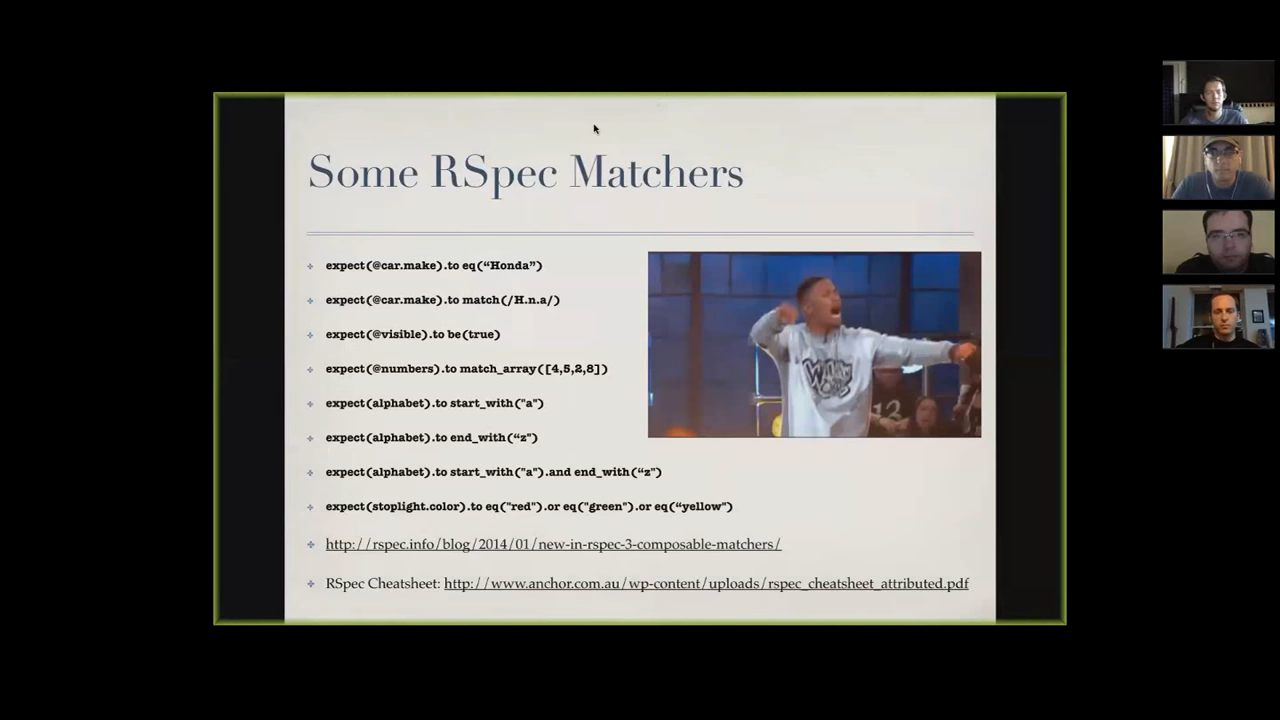 Some RSpec Matchers
expect(@car.make).to eq(“Honda”)
expect(@car.make).to match(/H.n.a/)
expect(@visible).to be(true)
expect(@numbers).to match_array([4,5,2,8])
expect(alphabet).to start_with("a")
expect(alphabet).to end_with(“z”)
expect(alphabet).to start_with("a").and end_with(“z”)
expect(stoplight.color).to eq("red").or eq("green").or eq(“yellow”)
http://rspec.info/blog/2014/01/new-in-rspec-3-composable-matchers/
RSpec Cheatsheet: http://www.anchor.com.au/wp-content/uploads/rspec_cheatsheet_attributed.pdf
13